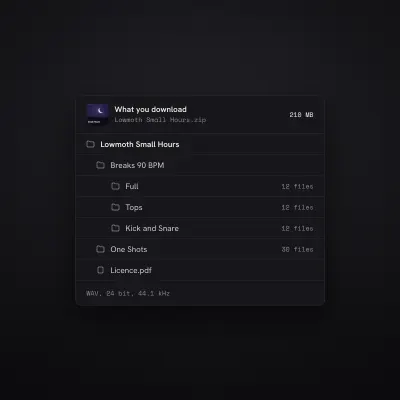 What you download
Lowmoth Small Hours.zip
210 MB
Lowmoth Small Hours
Breaks 90 BPM
Full 12 files
Tops 12 files
Kick and Snare 12 files
One Shots 30 files
Licence.pdf
WAV, 24 bit, 44.1 kHz